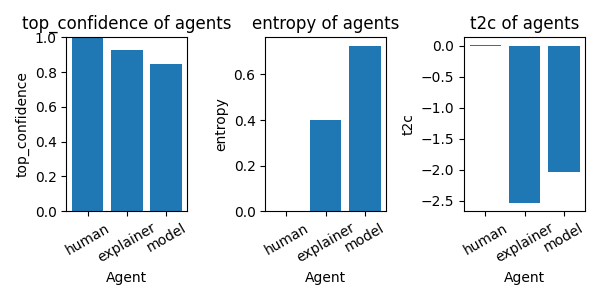 top_confidence of agents
top_confidence
1.0
0.8
0.6
0.4
0.2
0.0
human
explainer
model
Agent
entropy of agents
entropy
0.6
0.4
0.2
0.0
human
explainer
model
Agent
t2c of agents
t2c
0.0
−0.5
−1.0
−1.5
−2.0
−2.5
human
explainer
model
Agent